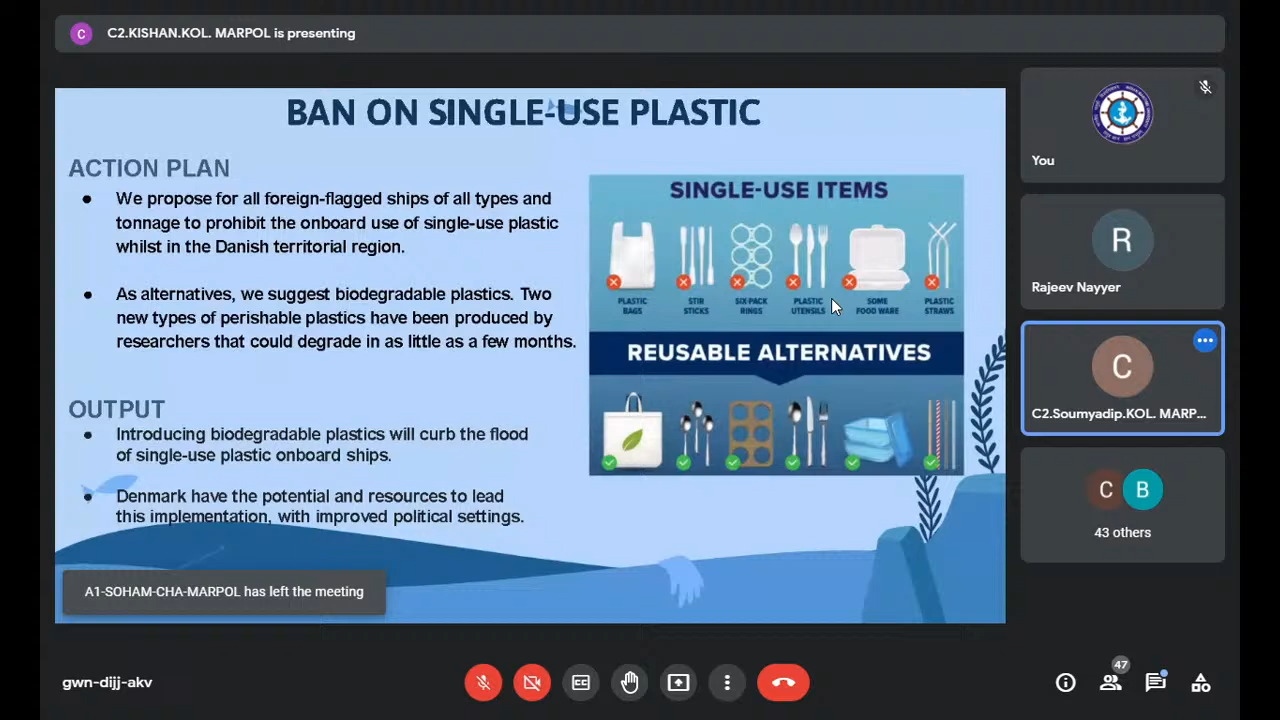 C
C2.KISHAN.KOL. MARPOL is presenting
BAN ON SINGLE-USE PLASTIC
ACTION PLAN
● We propose for all foreign-flagged ships of all types and
tonnage to prohibit the onboard use of single-use plastic
whilst in the Danish territorial region.
● As alternatives, we suggest biodegradable plastics. Two
new types of perishable plastics have been produced by
researchers that could degrade in as little as a few months.
OUTPUT
● Introducing biodegradable plastics will curb the flood
of single-use plastic onboard ships.
● Denmark have the potential and resources to lead
this implementation, with improved political settings.
SINGLE-USE ITEMS
PLASTIC BAGS
STIR STICKS
SIX-PACK RINGS
PLASTIC UTENSILS
SOME FOOD WARE
PLASTIC STRAWS
REUSABLE ALTERNATIVES
A1-SOHAM-CHA-MARPOL has left the meeting
You
R
Rajeev Nayyer
C
C2.Soumyadip.KOL. MARP...
C B
43 others
gwn-dijj-akv
CC
47